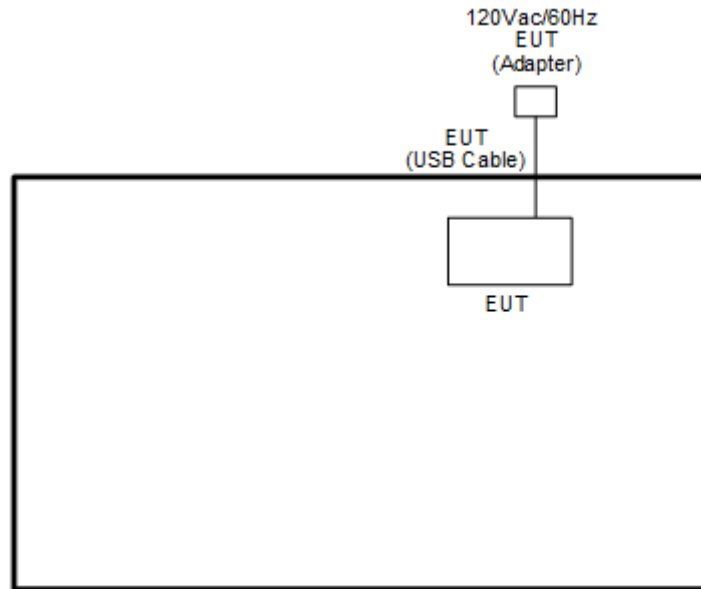 120Vac/60Hz
EUT
(Adapter)
EUT
(USB Cable)
EUT